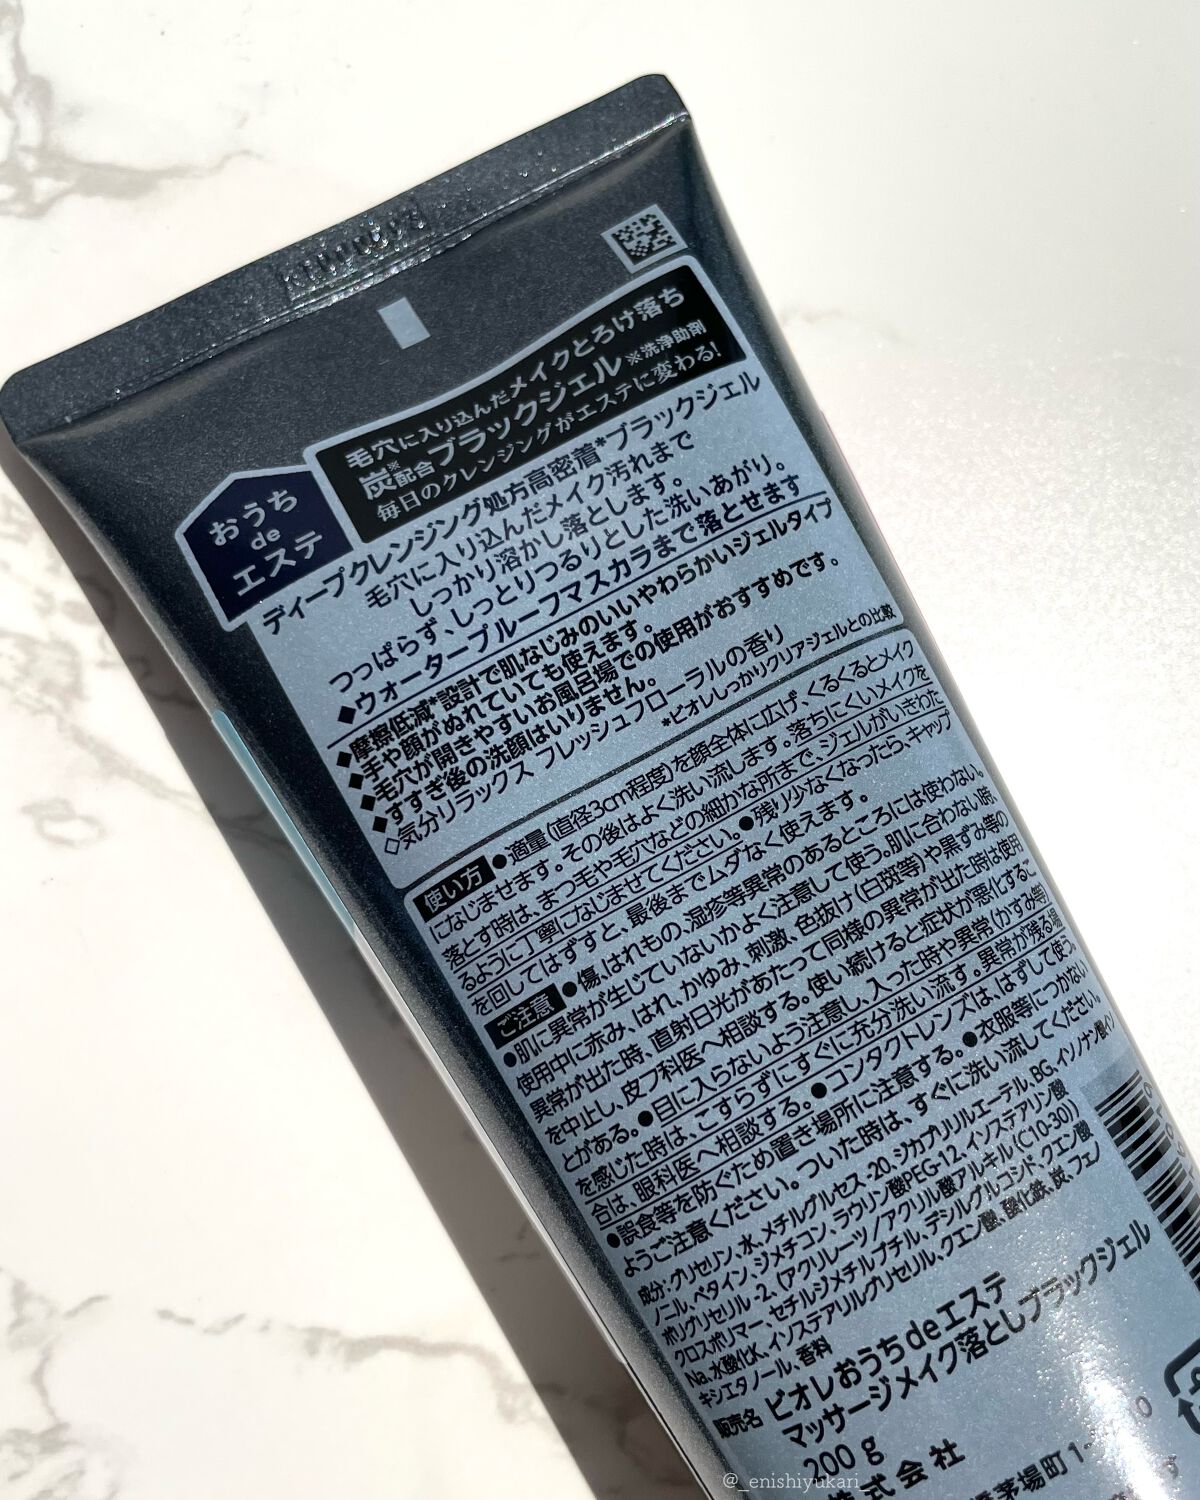 おうち
de
エステ
毛穴に入り込んだメイクとろけ落ち
炭※配合ブラックジェル※洗浄助剤
毎日のクレンジングがエステに変わる!
ディープクレンジング処方高密着*ブラックジェル
毛穴に入り込んだメイク汚れまで
しっかり溶かし落とします。
つっぱらず、しっとりつるりとした洗いあがり。
◆ウォータープルーフマスカラまで落とせます
◆摩擦低減*設計で肌なじみのいいやわらかいジェルタイプ
◆手や顔がぬれていても使えます。
◆毛穴が開きやすいお風呂場での使用がおすすめです。
◆すすぎ後の洗顔はいりません。
◇気分リラックス フレッシュフローラルの香り
*ビオレしっかりクリアジェルとの比較
使い方 ●適量(直径3cm程度)を顔全体に広げ、くるくるとメイク
になじませます。その後はよく洗い流します。落ちにくいメイクを
落とす時は、まつ毛や毛穴などの細かな所まで、ジェルがいきわた
るように丁寧になじませてください。●残り少なくなったら、キャップ
を回してはずすと、最後までムダなく使えます。
ご注意 ●傷、はれもの、湿疹等異常のあるところには使わない。
●肌に異常が生じていないかよく注意して使う。肌に合わない時、
使用中に赤み、はれ、かゆみ、刺激、色抜け(白斑等)や黒ずみ等の
異常が出た時、直射日光があたって同様の異常が出た時は使用
を中止し、皮フ科医へ相談する。使い続けると症状が悪化するこ
とがある。●目に入らないよう注意し、入った時や異常(かすみ等)
を感じた時は、こすらずにすぐに充分洗い流す。異常が残る場
合は、眼科医へ相談する。●コンタクトレンズは、はずして使う。
●誤食等を防ぐため置き場所に注意する。●衣服等につかない
ようご注意ください。ついた時は、すぐに洗い流してください。
成分:グリセリン、水、メチルグルセス-20、ジカプリリルエーテル、BG、イソノナン酸イソ
ノニル、ベタイン、ジメチコン、ラウリン酸PEG-12、イソステアリン酸
ポリグリセリル-2、(アクリレーツ/アクリル酸アルキル(C10-30))
クロスポリマー、セチルジメチルブチル、デシルグルコシド、クエン酸
Na、水酸化K、イソステアリルグリセリル、クエン酸、酸化鉄、炭、フェノ
キシエタノール、香料
販売名 ビオレおうちdeエステ
マッサージメイク落としブラックジェル
200g
株式会社
茅場町1-
@_enishiyukari_